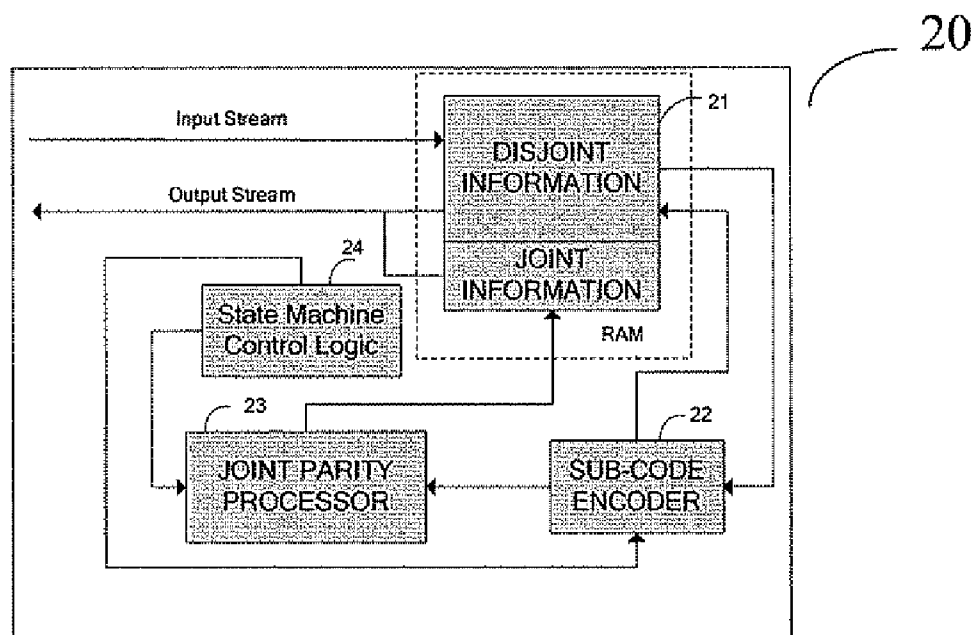 20
Input Stream
21
DISJOINT
INFORMATION
Output Stream
JOINT
INFORMATION
24
State Machine
Control Logic
RAM
23
JOINT PARITY
PROCESSOR
22
SUB-CODE
ENCODER